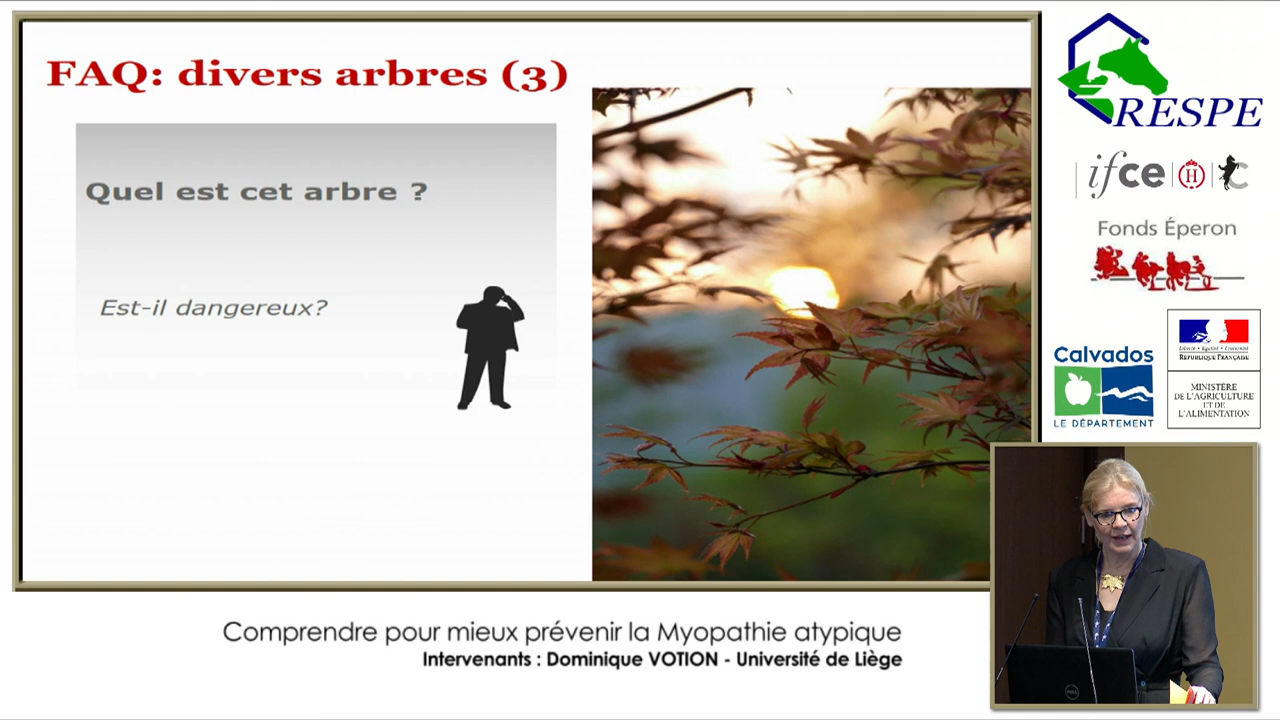 FAQ: divers arbres (3)
Quel est cet arbre ?
Est-il dangereux?
RESPE
ifce
H
Fonds Éperon
Calvados
LE DÉPARTEMENT
Liberté • Égalité • Fraternité
RÉPUBLIQUE FRANÇAISE
MINISTÈRE
DE L'AGRICULTURE
ET DE
L'ALIMENTATION
DELL
Comprendre pour mieux prévenir la Myopathie atypique
Intervenants : Dominique VOTION - Université de Liège